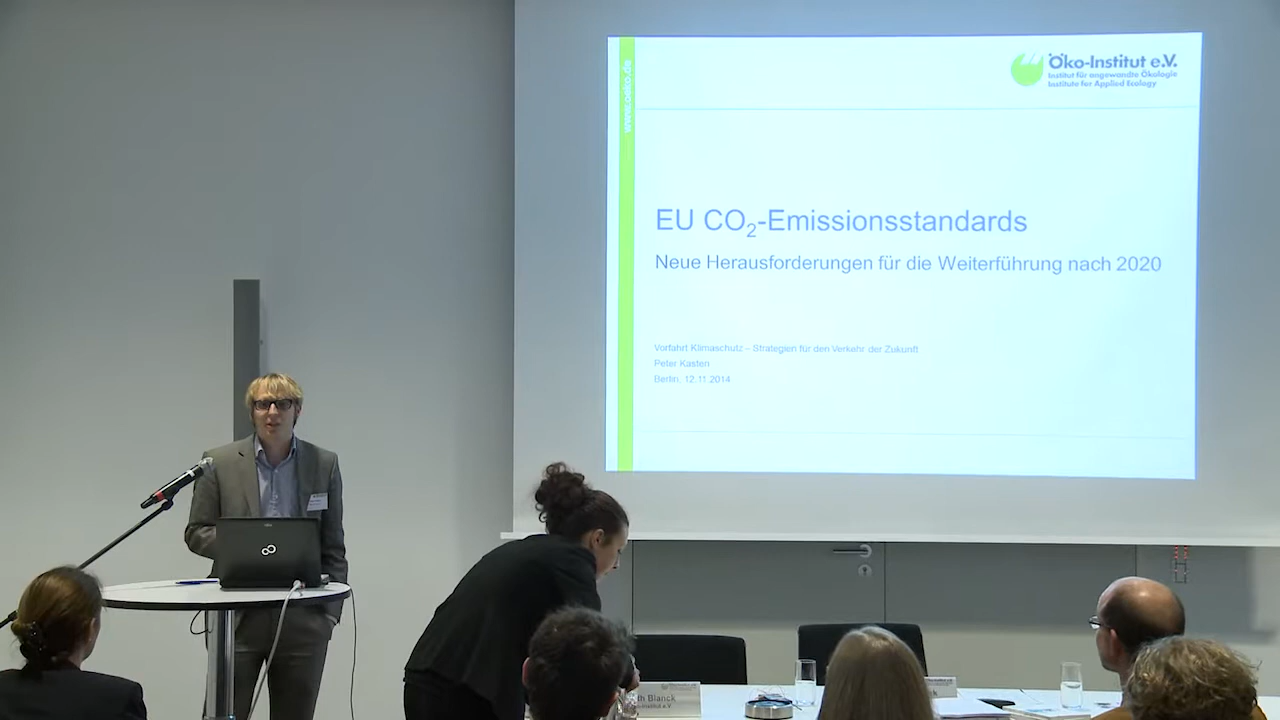 www.oeko.de
Öko-Institut e.V.
Institut für angewandte Ökologie
Institute for Applied Ecology
EU CO₂-Emissionsstandards
Neue Herausforderungen für die Weiterführung nach 2020
Vorfahrt Klimaschutz – Strategien für den Verkehr der Zukunft
Peter Kasten
Berlin, 12.11.2014
Blanck